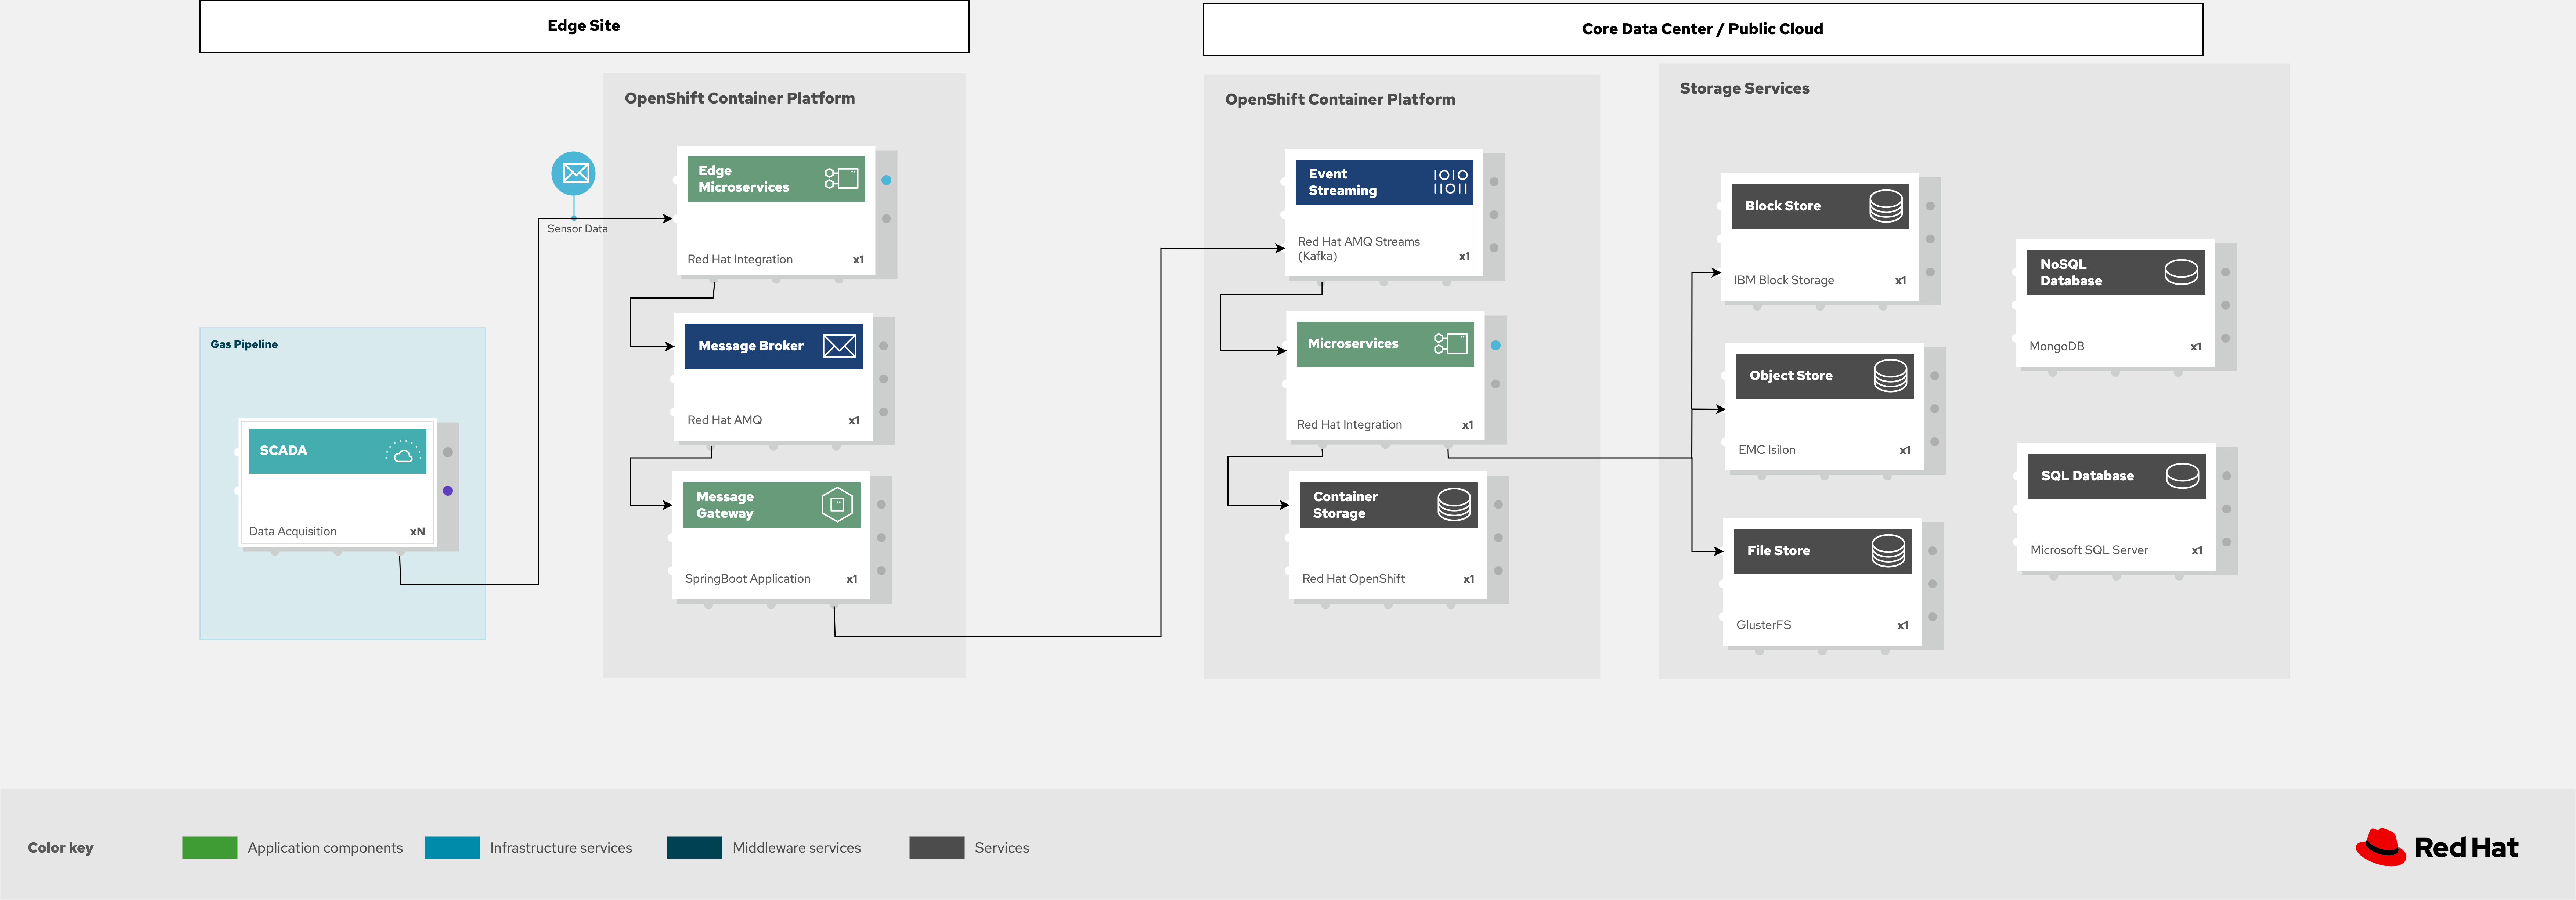 Edge Site
Core Data Center / Public Cloud
OpenShift Container Platform
Edge
Microservices
Red Hat Integration x1
Sensor Data
Message Broker
Red Hat AMQ x1
Message
Gateway
SpringBoot Application x1
Gas Pipeline
SCADA
Data Acquisition xN
OpenShift Container Platform
Event
Streaming
1010
11011
Red Hat AMQ Streams
(Kafka) x1
Microservices
Red Hat Integration x1
Container
Storage
Red Hat OpenShift x1
Storage Services
Block Store
IBM Block Storage x1
Object Store
EMC Isilon x1
File Store
GlusterFS x1
NoSQL
Database
MongoDB x1
SQL Database
Microsoft SQL Server x1
Color key
Application components
Infrastructure services
Middleware services
Services
Red Hat